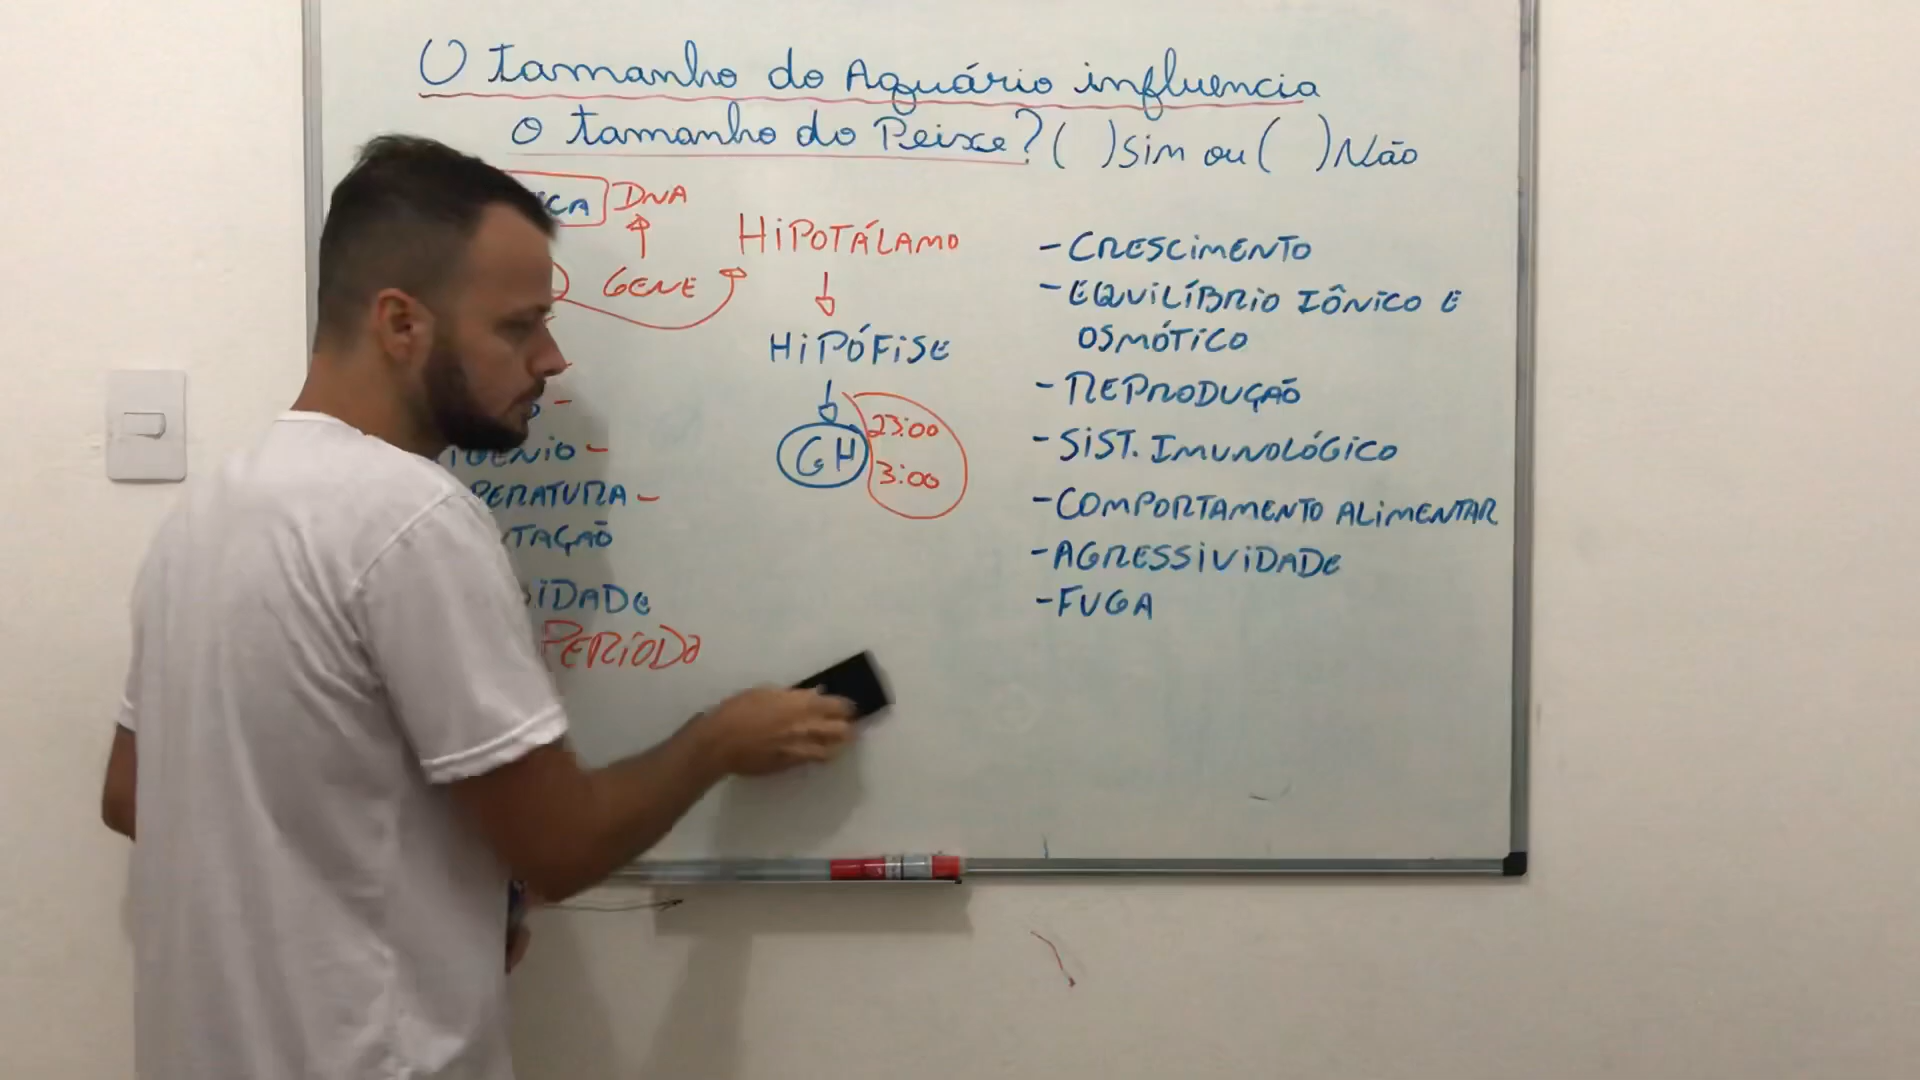 O tamanho do Aquário influencia
o tamanho do Peixe? ( ) Sim ou ( ) Não
DNA
GENE
PERÍODO
HIPOTÁLAMO
HIPÓFISE
GH
23:00
3:00
- CRESCIMENTO
- EQUILÍBRIO IÔNICO E
OSMÓTICO
- REPRODUÇÃO
- SIST. IMUNOLÓGICO
- COMPORTAMENTO ALIMENTAR
- AGRESSIVIDADE
- FUGA